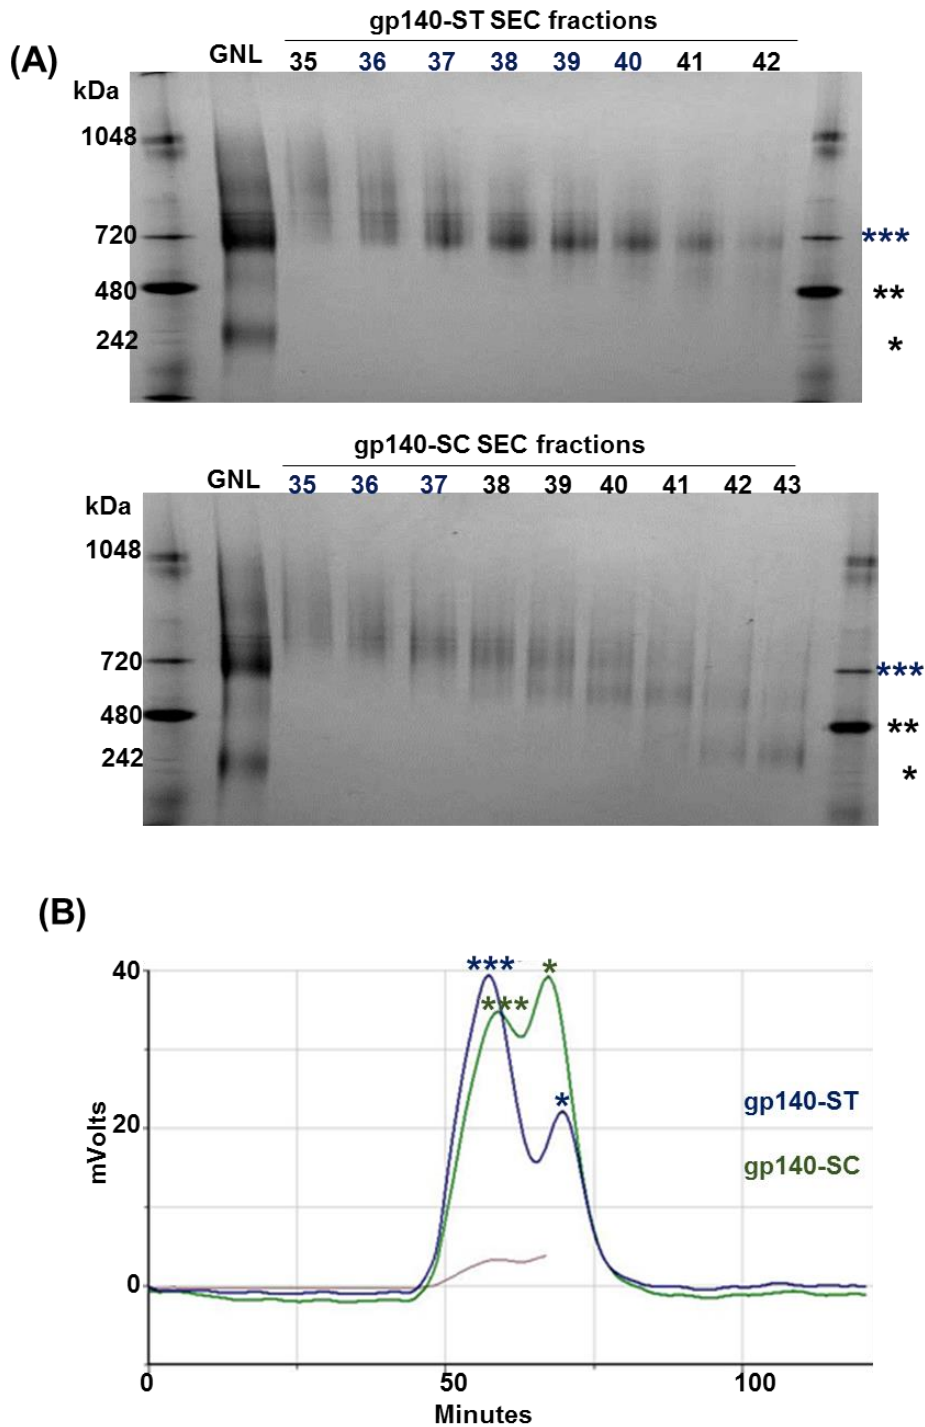 (A)
gp140-ST SEC fractions
GNL 35 36 37 38 39 40 41 42
kDa
1048
720 ***
480 **
242 *
gp140-SC SEC fractions
GNL 35 36 37 38 39 40 41 42 43
kDa
1048
720 ***
480 **
242 *
(B)
40 *** *
***
*
gp140-ST
20
gp140-SC
mVolts
0
0 50 100
Minutes